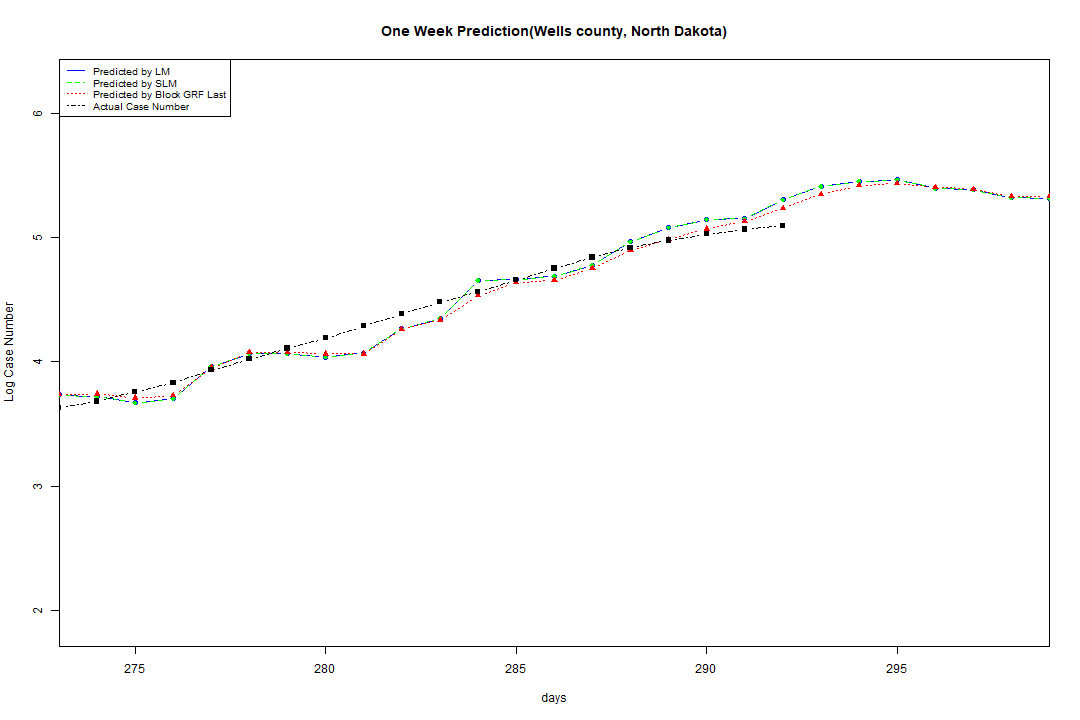 One Week Prediction(Wells county, North Dakota)
Predicted by LM
Predicted by SLM
Predicted by Block GRF Last
Actual Case Number
6
5
4
3
2
Log Case Number
275 280 285 290 295
days